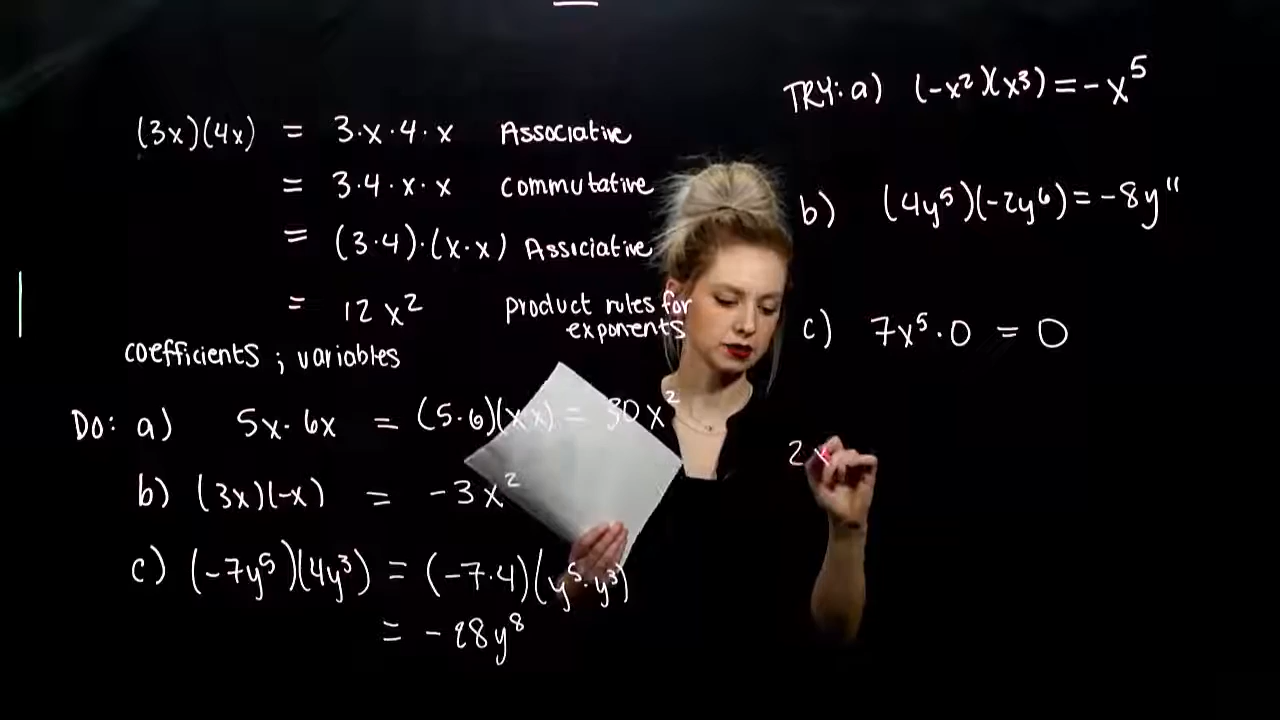 (3x)(4x) = 3·x·4·x Associative
= 3·4·x·x commutative
= (3·4)·(x·x) Assiciative
= 12x² product rules for
exponents
coefficients ; variables
DO: a) 5x·6x = (5·6)(x x) = 30x²
b) (3x)(-x) = -3x²
c) (-7y⁵)(4y³) = (-7·4)(y⁵·y³)
= -28y⁸
TRY: a) (-x²)(x³) = -x⁵
b) (4y⁵)(-2y⁶) = -8y¹¹
c) 7x⁵·0 = 0
2x